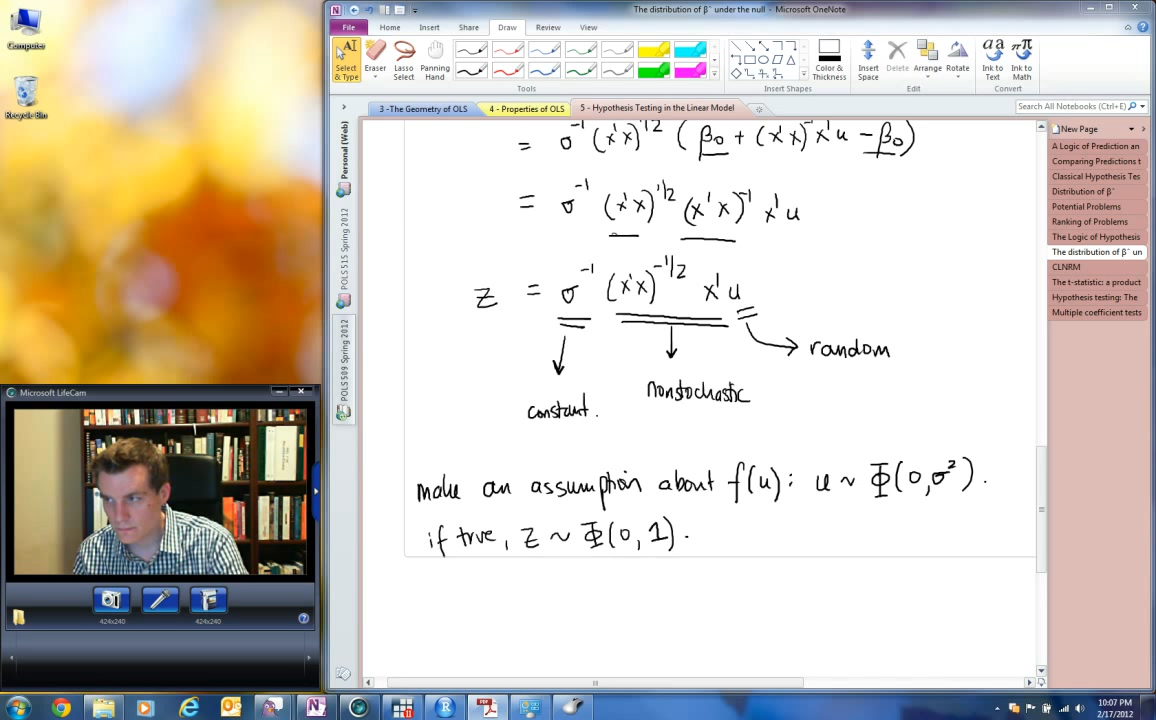 The distribution of β^ under the null - Microsoft OneNote
File Home Insert Share Draw Review View
Select & Type
Eraser
Lasso Select
Panning Hand
Color & Thickness
Insert Space
Delete
Arrange
Rotate
Ink to Text
Ink to Math
Tools
Insert Shapes
Edit
Convert
Computer
Recycle Bin
3 -The Geometry of OLS
4 - Properties of OLS
5 - Hypothesis Testing in the Linear Model
Search All Notebooks (Ctrl+E)
Personal (Web)
POLS 515 Spring 2012
POLS 509 Spring 2012
= σ⁻¹ (x'x)^1/2 ( β0 + (x'x)⁻ x'u - β0)
= σ⁻¹ (x'x)^1/2 (x'x)⁻¹ x'u
z = σ⁻¹ (x'x)^-1/2 x'u
random
nonstochastic
constant.
make an assumption about f(u): u ~ Φ(0,σ²).
if true, z ~ Φ(0, 1).
New Page
A Logic of Prediction an
Comparing Predictions t
Classical Hypothesis Tes
Distribution of β^
Potential Problems
Ranking of Problems
The Logic of Hypothesis
The distribution of β^ un
CLNRM
The t-statistic: a product
Hypothesis testing: The
Multiple coefficient tests
Microsoft LifeCam
424x240
424x240
424x240
10:07 PM
2/17/2012